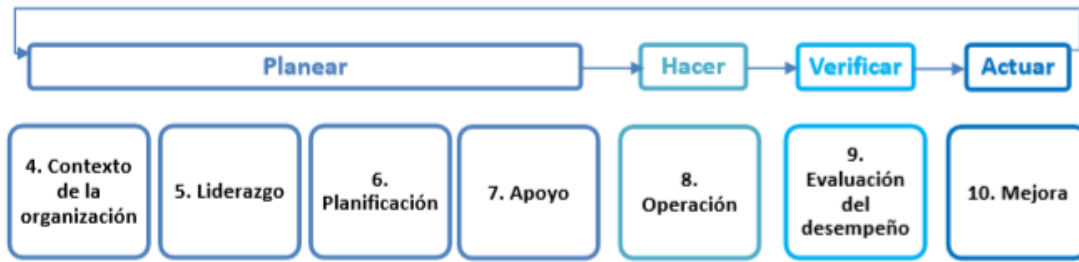 Planear
Hacer
Verificar
Actuar
4. Contexto
de la
organización
5. Liderazgo
6.
Planificación
7. Apoyo
8.
Operación
9.
Evaluación
del
desempeño
10. Mejora